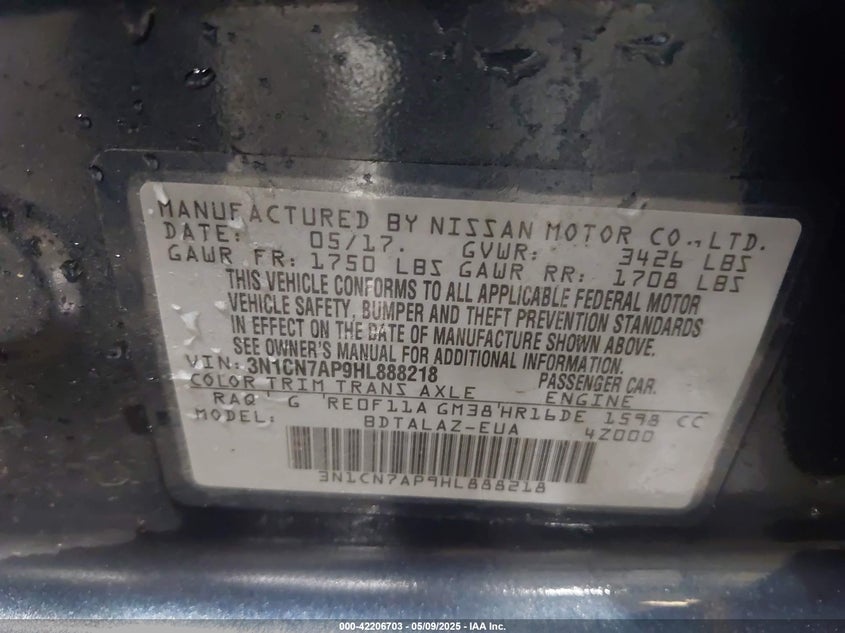 MANUFACTURED BY NISSAN MOTOR CO., LTD.
DATE: 05/17. GVWR: 3426 LBS
GAWR FR: 1750 LBS GAWR RR: 1708 LBS
THIS VEHICLE CONFORMS TO ALL APPLICABLE FEDERAL MOTOR
VEHICLE SAFETY, BUMPER AND THEFT PREVENTION STANDARDS
IN EFFECT ON THE DATE OF MANUFACTURE SHOWN ABOVE.
SEE OWNER'S MANUAL FOR ADDITIONAL INFORMATION.
VIN: 3N1CN7AP9HL888218 PASSENGER CAR.
COLOR TRIM TRANS AXLE ENGINE
RAQ G RE0F11A GM38 HR16DE 1598 CC
MODEL: BDTALAZ-EUA 4Z000
3N1CN7AP9HL888218
000-42206703 - 05/09/2025 - IAA Inc.